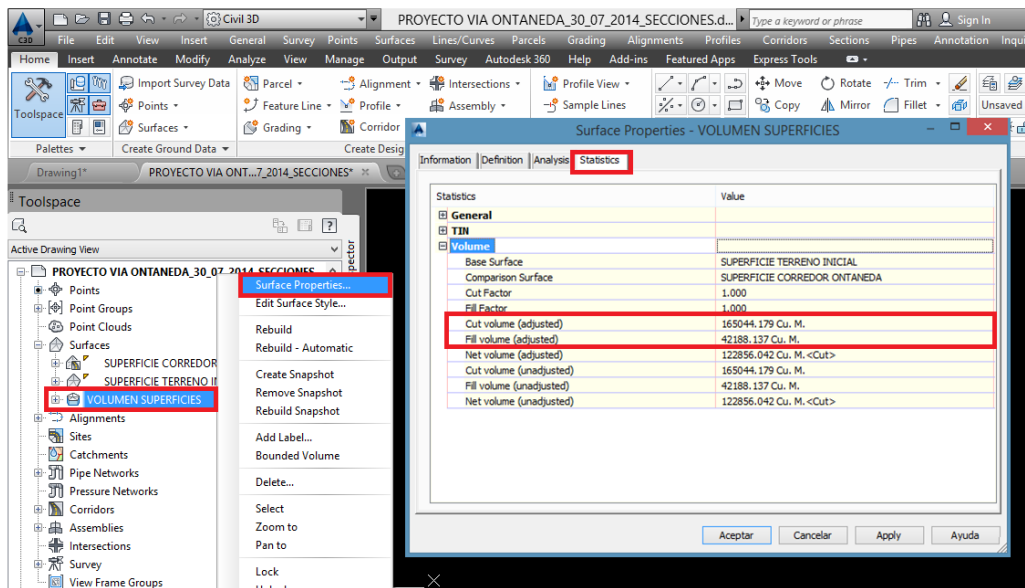 Civil 3D
PROYECTO VIA ONTANEDA_30_07_2014_SECCIONES.d...
Type a keyword or phrase
Sign In
C3D
File Edit View Insert General Survey Points Surfaces Lines/Curves Parcels Grading Alignments Profiles Corridors Sections Pipes Annotation Inqui
Home Insert Annotate Modify Analyze View Manage Output Survey Autodesk 360 Help Add-ins Featured Apps Express Tools
Toolspace
Import Survey Data Parcel Alignment Intersections Profile View Move Rotate Trim
Points Feature Line Profile Assembly Sample Lines Copy Mirror Fillet Unsaved
Surfaces Grading Corridor
Palettes Create Ground Data Create Desig
Drawing1* PROYECTO VIA ONT...7_2014_SECCIONES*
Toolspace
Active Drawing View
pector
PROYECTO VIA ONTANEDA_30_07_2014_SECCIONES
Points
Point Groups
Point Clouds
Surfaces
SUPERFICIE CORREDOR
SUPERFICIE TERRENO I
VOLUMEN SUPERFICIES
Alignments
Sites
Catchments
Pipe Networks
Pressure Networks
Corridors
Assemblies
Intersections
Survey
View Frame Groups
Surface Properties...
Edit Surface Style...
Rebuild
Rebuild - Automatic
Create Snapshot
Remove Snapshot
Rebuild Snapshot
Add Label...
Bounded Volume
Delete...
Select
Zoom to
Pan to
Lock
Surface Properties - VOLUMEN SUPERFICIES
Information Definition Analysis Statistics
Statistics Value
General
TIN
Volume
Base Surface SUPERFICIE TERRENO INICIAL
Comparison Surface SUPERFICIE CORREDOR ONTANEDA
Cut Factor 1.000
Fill Factor 1.000
Cut volume (adjusted) 165044.179 Cu. M.
Fill volume (adjusted) 42188.137 Cu. M.
Net volume (adjusted) 122856.042 Cu. M.<Cut>
Cut volume (unadjusted) 165044.179 Cu. M.
Fill volume (unadjusted) 42188.137 Cu. M.
Net volume (unadjusted) 122856.042 Cu. M.<Cut>
Aceptar Cancelar Apply Ayuda